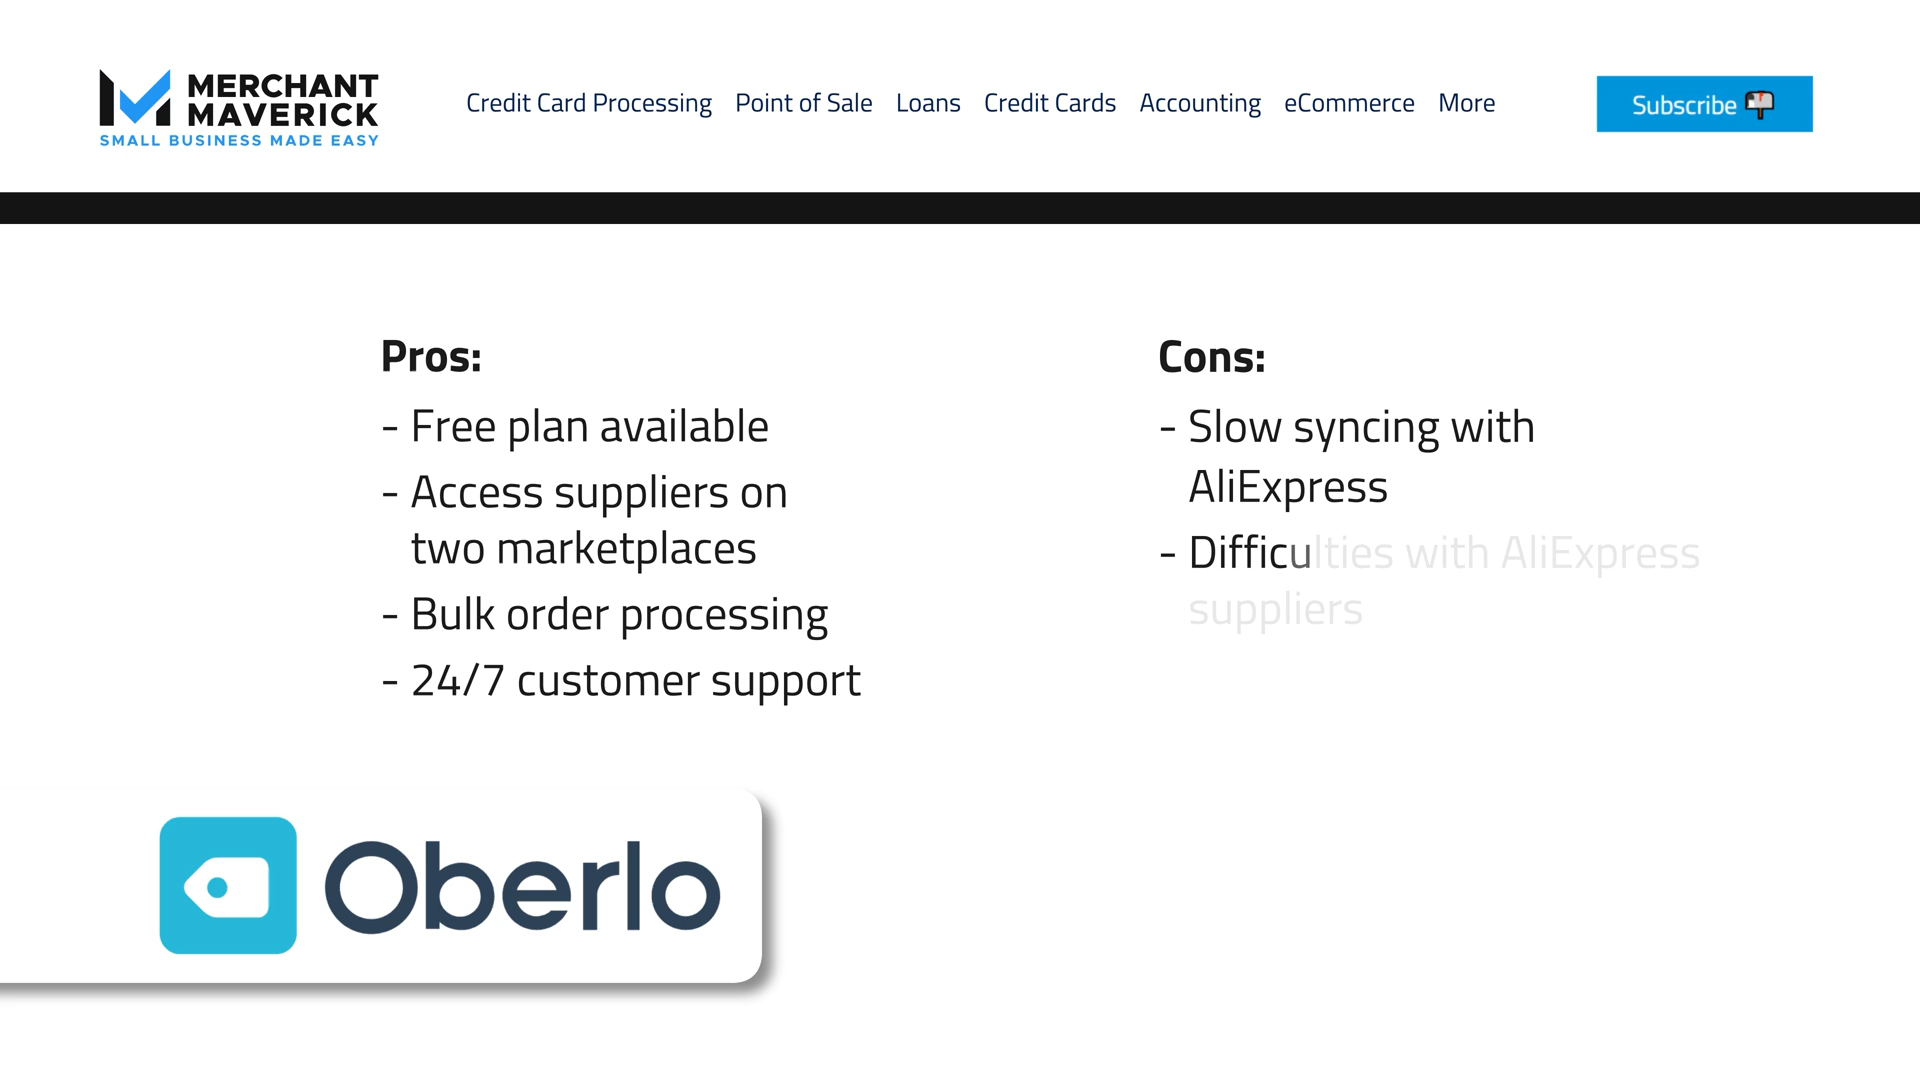 MERCHANT
MAVERICK
SMALL BUSINESS MADE EASY
Credit Card Processing Point of Sale Loans Credit Cards Accounting eCommerce More
Subscribe
Pros:
- Free plan available
- Access suppliers on
two marketplaces
- Bulk order processing
- 24/7 customer support
Cons:
- Slow syncing with
AliExpress
- Difficulties with AliExpress
suppliers
Oberlo